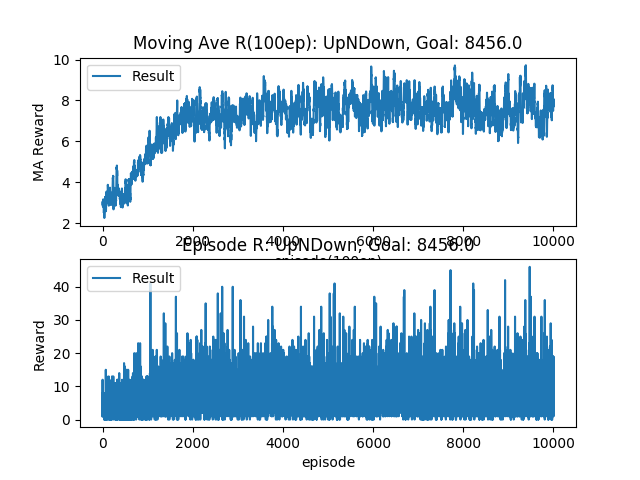 Moving Ave R(100ep): UpNDown, Goal: 8456.0
10
8
6
4
2
MA Reward
Result
0 2000 4000 6000 8000 10000
episode(100ep)
Episode R: UpNDown, Goal: 8456.0
40
30
20
10
0
Reward
Result
0 2000 4000 6000 8000 10000
episode